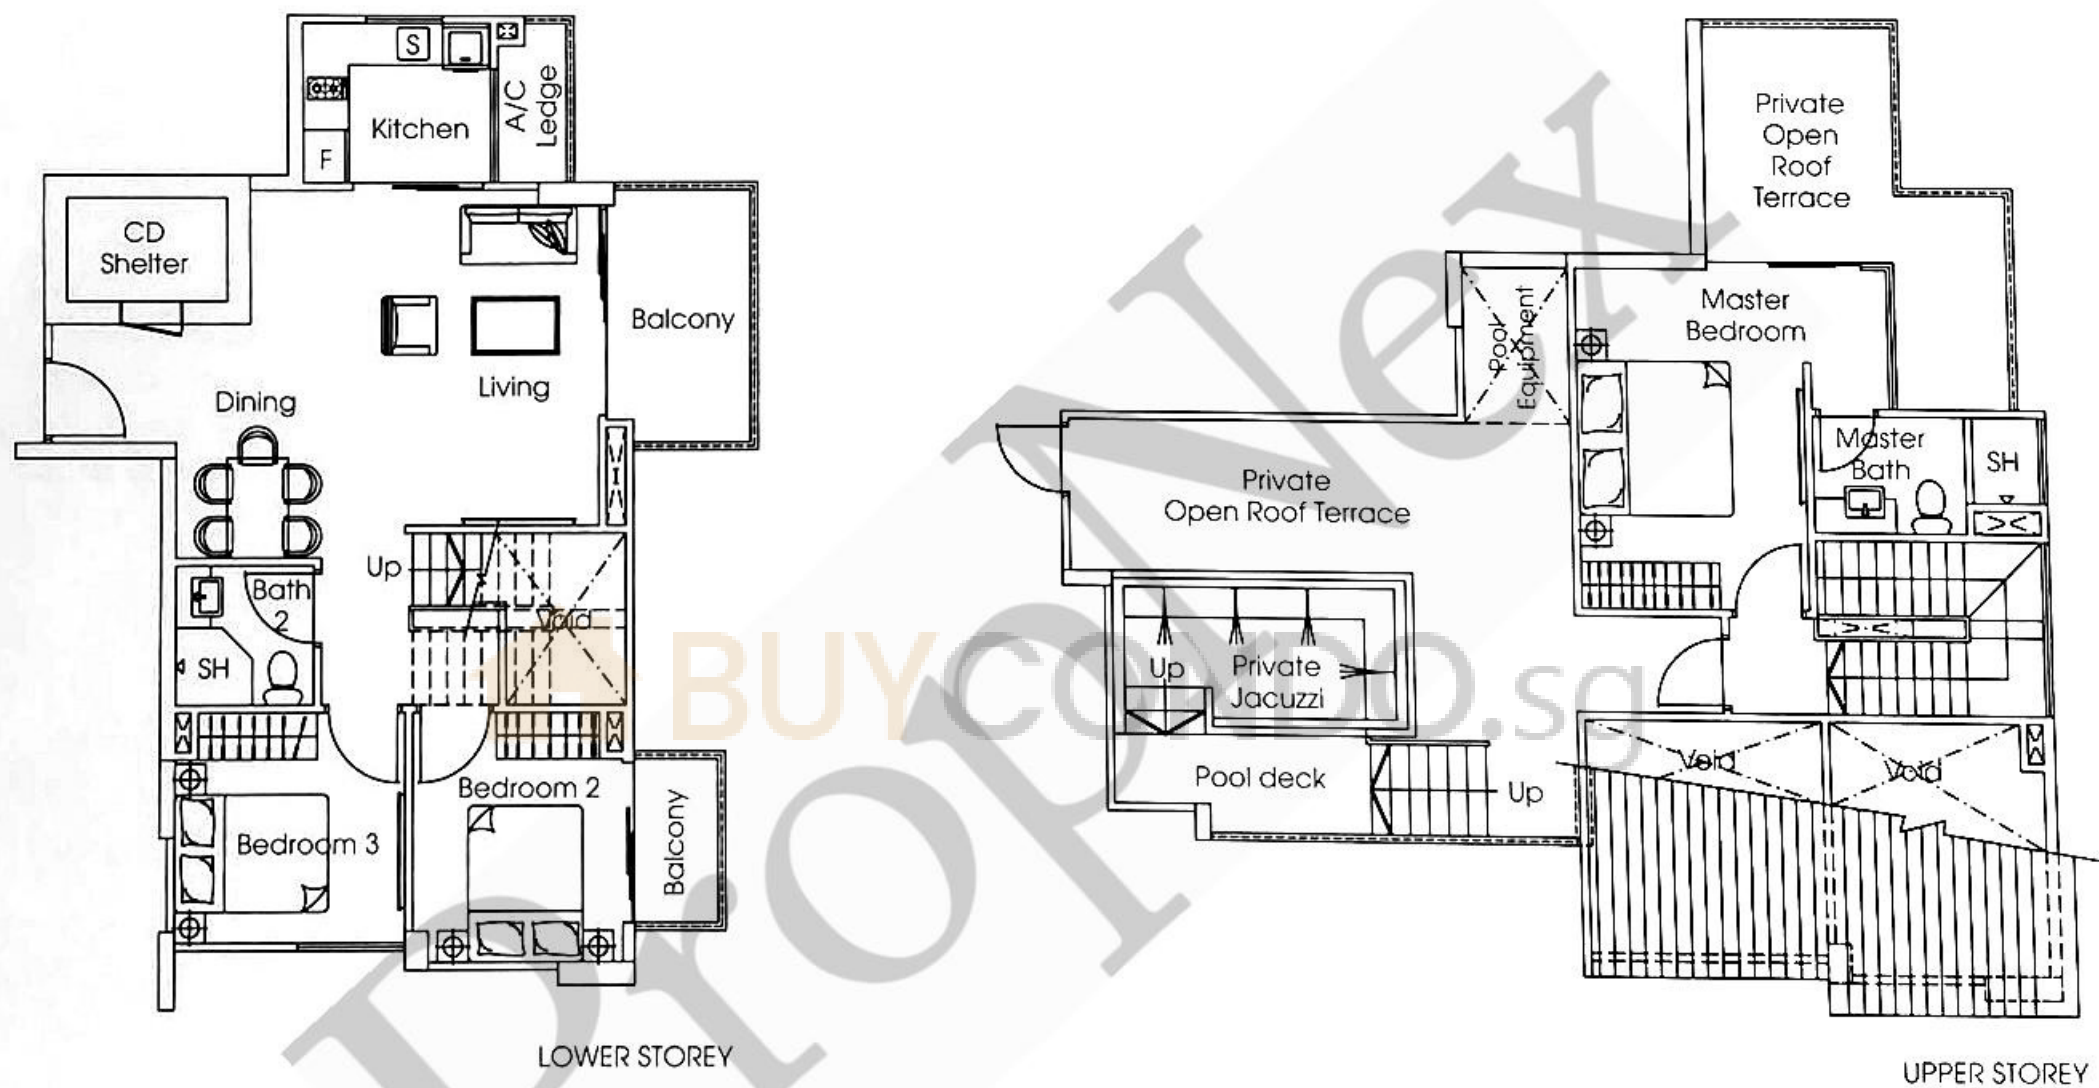 S
A/C
Ledge
Kitchen
F
CD
Shelter
Balcony
Living
Dining
Up
Bath
2
Void
SH
Bedroom 2
Bedroom 3
Balcony
LOWER STOREY
Private
Open
Roof
Terrace
Master
Bedroom
Pool
Equipment
Master
Bath
SH
Private
Open Roof Terrace
Up
Private
Jacuzzi
Pool deck
Up
Void
Void
UPPER STOREY
BUYCONDO.sg
PropNex